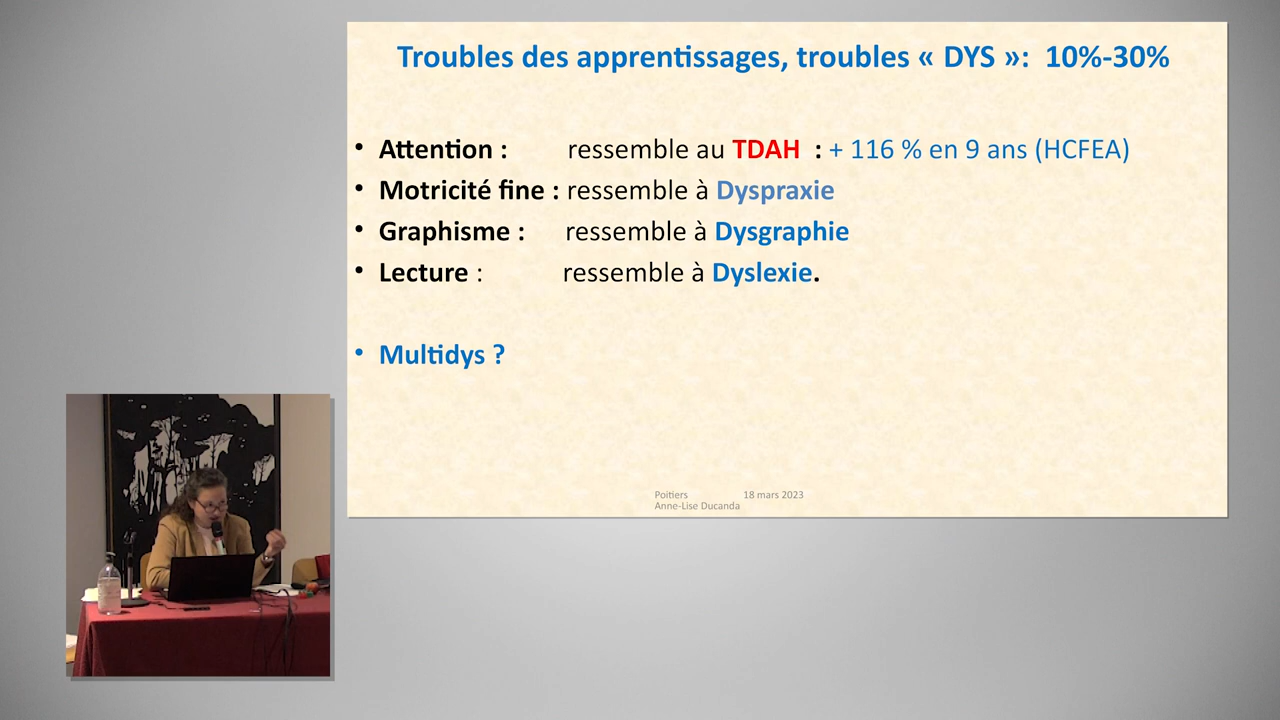 Troubles des apprentissages, troubles « DYS »: 10%-30%
• Attention : ressemble au TDAH : + 116 % en 9 ans (HCFEA)
• Motricité fine : ressemble à Dyspraxie
• Graphisme : ressemble à Dysgraphie
• Lecture : ressemble à Dyslexie.
• Multidys ?
Poitiers 18 mars 2023
Anne-Lise Ducanda